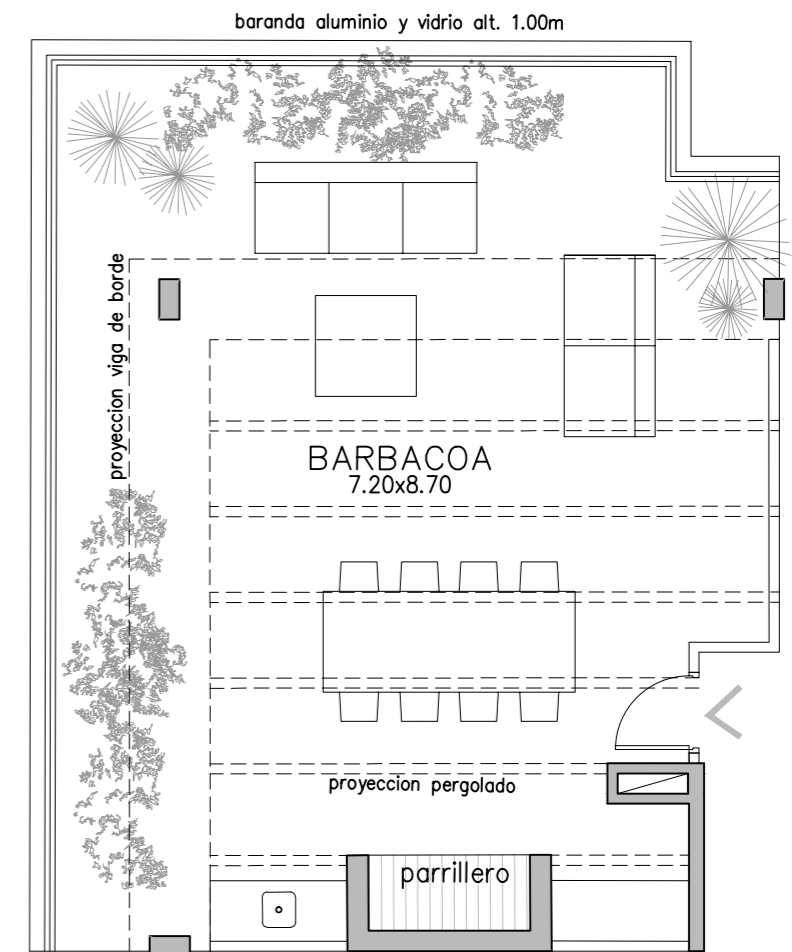 baranda aluminio y vidrio alt. 1.00m
proyeccion viga de borde
BARBACOA
7.20x8.70
proyeccion pergolado
parrillero